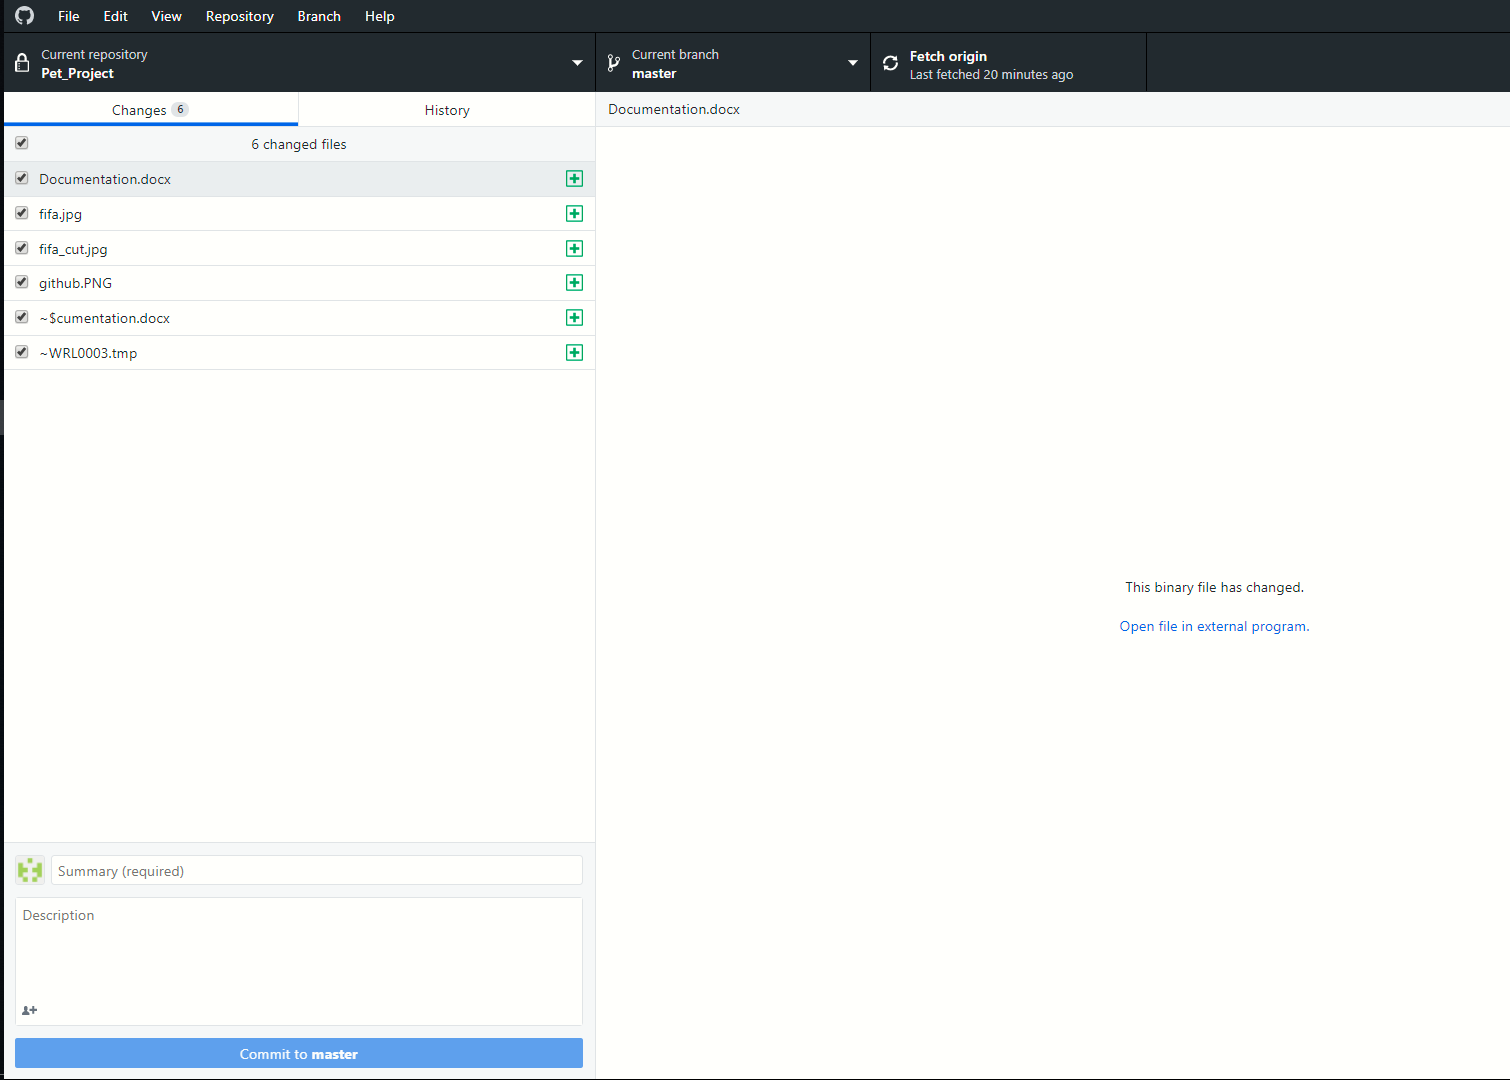 File Edit View Repository Branch Help
Current repository
Pet_Project
Current branch
master
Fetch origin
Last fetched 20 minutes ago
Changes 6
History
Documentation.docx
6 changed files
Documentation.docx
fifa.jpg
fifa_cut.jpg
github.PNG
~$cumentation.docx
~WRL0003.tmp
This binary file has changed.
Open file in external program.
Summary (required)
Description
Commit to master